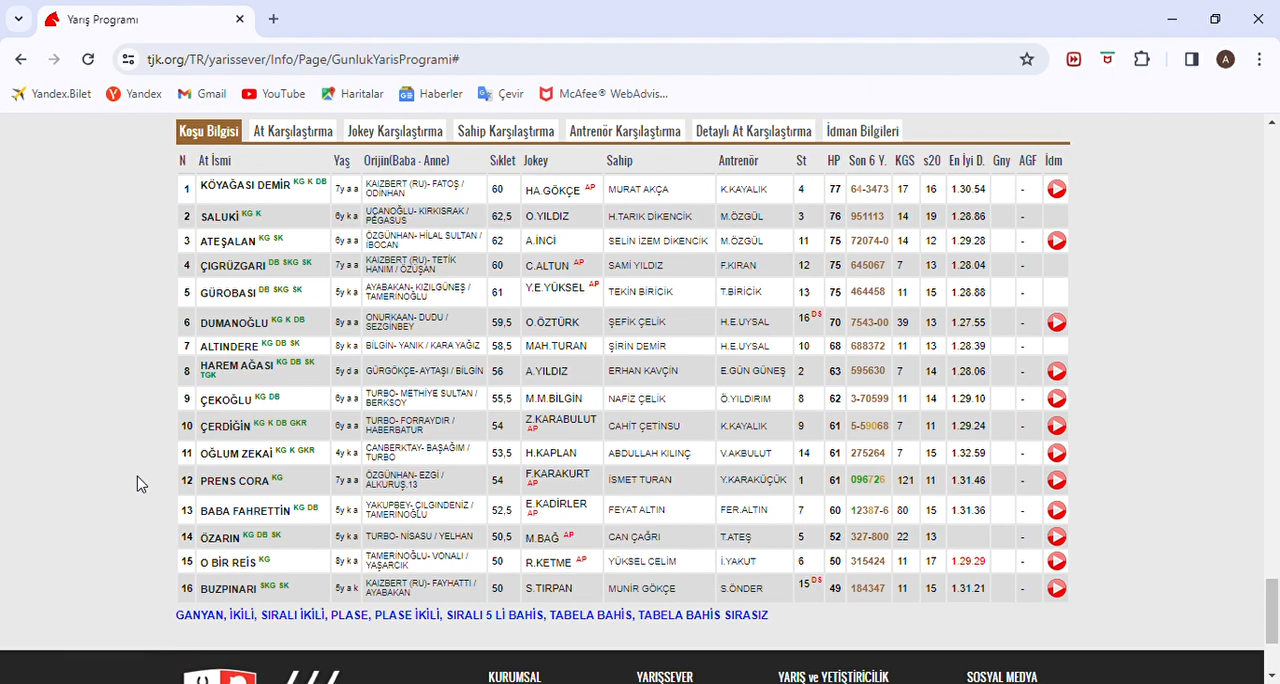 Yarış Programı
tjk.org/TR/yarissever/Info/Page/GunlukYarisProgrami#
A
Yandex.Bilet Yandex Gmail YouTube Haritalar Haberler Çevir McAfee® WebAdvis...
Koşu Bilgisi At Karşılaştırma Jokey Karşılaştırma Sahip Karşılaştırma Antrenör Karşılaştırma Detaylı At Karşılaştırma İdman Bilgileri
N At İsmi Yaş Orijin(Baba - Anne) Sıklet Jokey Sahip Antrenör St HP Son 6 Y. KGS s20 En İyi D. Gny AGF İdm
1 KÖYAĞASI DEMİR KG K DB 7y a a KAIZBERT (RU)- FATOŞ / ODİNHAN 60 HA.GÖKÇE AP MURAT AKÇA K.KAYALIK 4 77 64-3473 17 16 1.30.54 -
2 SALUKİ KG K 6y k a UÇANOĞLU- KIRKISRAK / PEGASUS 62,5 O.YILDIZ H.TARIK DİKENCİK M.ÖZGÜL 3 76 951113 14 19 1.28.86 -
3 ATEŞALAN KG SK 6y a a ÖZGÜNHAN- HİLAL SULTAN / İBOCAN 62 A.İNCİ SELİN İZEM DİKENCİK M.ÖZGÜL 11 75 72074-0 14 12 1.29.28 -
4 ÇIGRÜZGARI DB SKG SK 7y a a KAIZBERT (RU)- TETİK HANIM / ÖZÜŞAN 60 C.ALTUN AP SAMİ YILDIZ F.KIRAN 12 75 645067 7 13 1.28.04 -
5 GÜROBASI DB SKG SK 5y k a AYABAKAN- KIZILGÜNEŞ / TAMERİNOĞLU 61 Y.E.YÜKSEL AP TEKİN BİRİCİK T.BİRİCİK 13 75 464458 11 15 1.28.88 -
6 DUMANOĞLU KG K DB 8y a a ONURKAAN- DUDU / SEZGİNBEY 59,5 O.ÖZTÜRK ŞEFİK ÇELİK H.E.UYSAL 16 DS 70 7543-00 39 13 1.27.55 -
7 ALTINDERE KG DB SK 8y k a BİLGİN- YANIK / KARA YAĞIZ 58,5 MAH.TURAN ŞİRİN DEMİR H.E.UYSAL 10 68 688372 11 13 1.28.39 -
8 HAREM AĞASI KG DB SK TGK 5y d a GÜRGÖKÇE- AYTAŞI / BİLGİN 56 A.YILDIZ ERHAN KAVÇİN E.GÜN GÜNEŞ 2 63 595630 7 14 1.28.06 -
9 ÇEKOĞLU KG DB 6y a a TURBO- METHİYE SULTAN / BERKSOY 55,5 M.M.BİLGİN NAFİZ ÇELİK Ö.YILDIRIM 8 62 3-70599 11 14 1.29.10 -
10 ÇERDİĞİN KG K DB GKR 6y a a TURBO- FORRAYDIR / HABERBATUR 54 Z.KARABULUT AP CAHİT ÇETİNSU K.KAYALIK 9 61 5-59068 7 11 1.29.24 -
11 OĞLUM ZEKAİ KG K GKR 4y k a CANBERKTAY- BAŞAĞIM / TURBO 53,5 H.KAPLAN ABDULLAH KILINÇ V.AKBULUT 14 61 275264 7 15 1.32.59 -
12 PRENS CORA KG 7y a a ÖZGÜNHAN- EZGİ / ALKURUŞ.13 54 F.KARAKURT AP İSMET TURAN Y.KARAKÜÇÜK 1 61 096726 121 11 1.31.46 -
13 BABA FAHRETTİN KG DB 5y k a YAKUPBEY- ÇILGINDENİZ / TAMERİNOĞLU 52,5 E.KADİRLER AP FEYAT ALTIN FER.ALTIN 7 60 12387-6 80 15 1.31.36 -
14 ÖZARIN KG DB SK 5y k a TURBO- NİSASU / YELHAN 50,5 M.BAĞ AP CAN ÇAĞRI T.ATEŞ 5 52 327-800 22 13 -
15 O BİR REİS KG 8y k a TAMERİNOĞLU- VONALI / YAŞARCIK 50 R.KETME AP YÜKSEL CELİM İ.YAKUT 6 50 315424 11 17 1.29.29 -
16 BUZPINARI SKG SK 5y a k KAIZBERT (RU)- FAYHATTI / AYABAKAN 50 S.TIRPAN MUNİR GÖKÇE S.ÖNDER 15 DS 49 184347 11 15 1.31.21 -
GANYAN, İKİLİ, SIRALI İKİLİ, PLASE, PLASE İKİLİ, SIRALI 5 Lİ BAHİS, TABELA BAHİS, TABELA BAHİS SIRASIZ
KURUMSAL YARIŞSEVER YARIŞ ve YETİŞTİRİCİLİK SOSYAL MEDYA